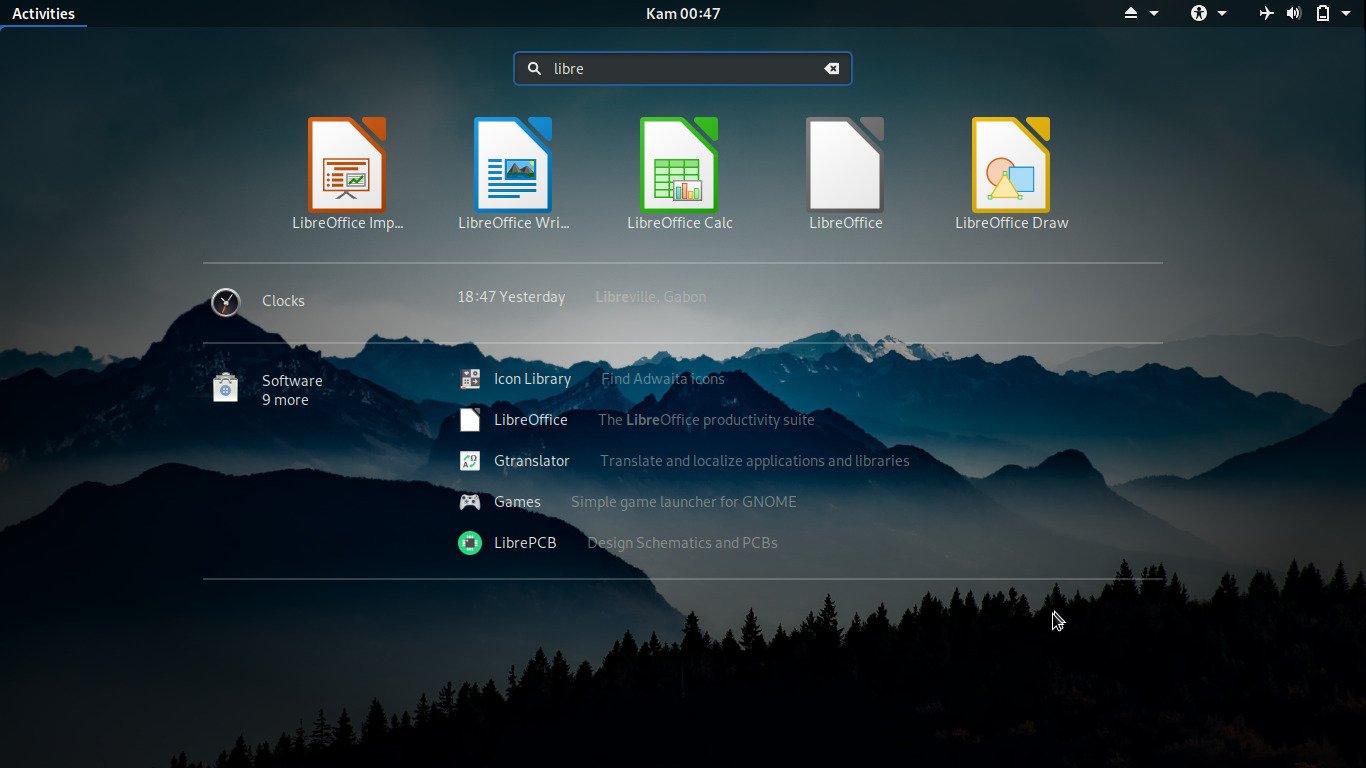 Activities Kam 00:47
libre
LibreOffice Imp... LibreOffice Wri... LibreOffice Calc LibreOffice LibreOffice Draw
Clocks 18:47 Yesterday Libreville, Gabon
Software
9 more
Icon Library Find Adwaita Icons
LibreOffice The LibreOffice productivity suite
Gtranslator Translate and localize applications and libraries
Games Simple game launcher for GNOME
LibrePCB Design Schematics and PCBs